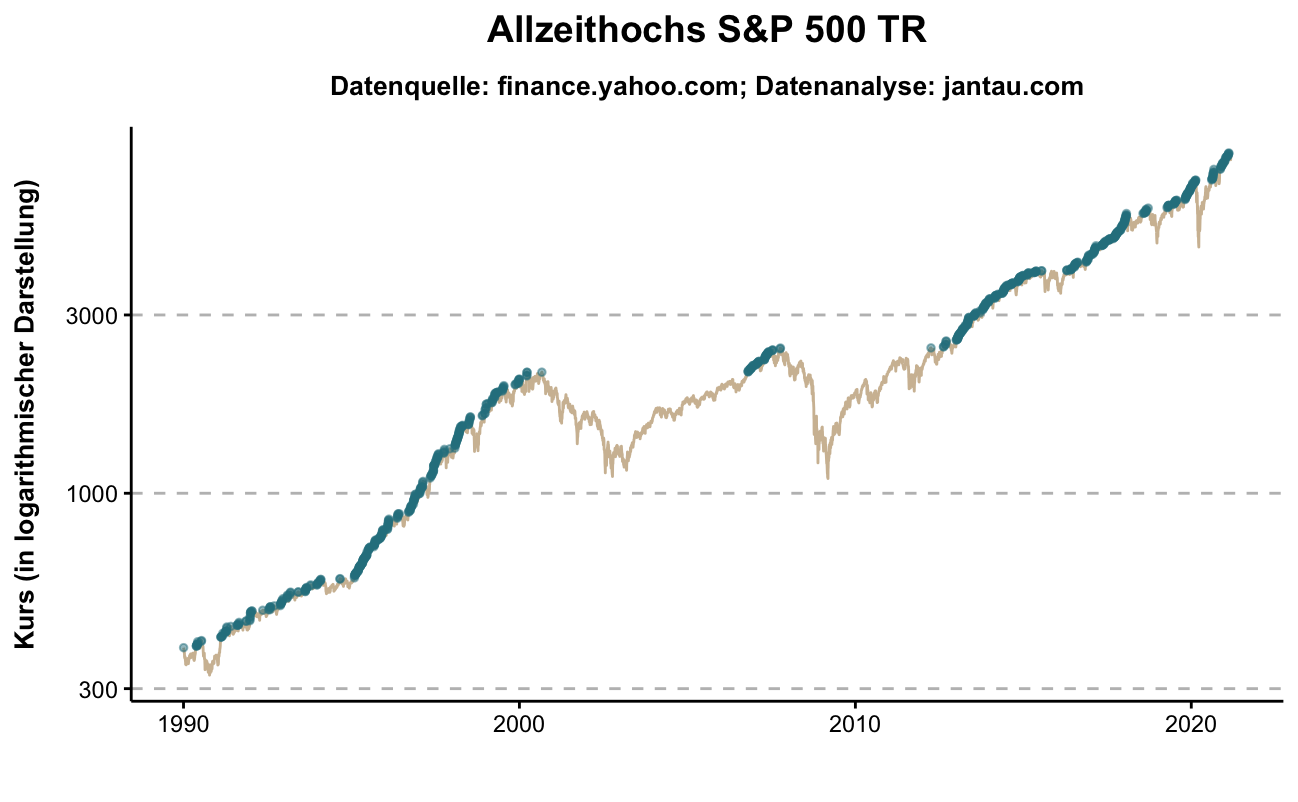 Allzeithochs S&P 500 TR
Datenquelle: finance.yahoo.com; Datenanalyse: jantau.com
Kurs (in logarithmischer Darstellung)
3000
1000
300
1990 2000 2010 2020